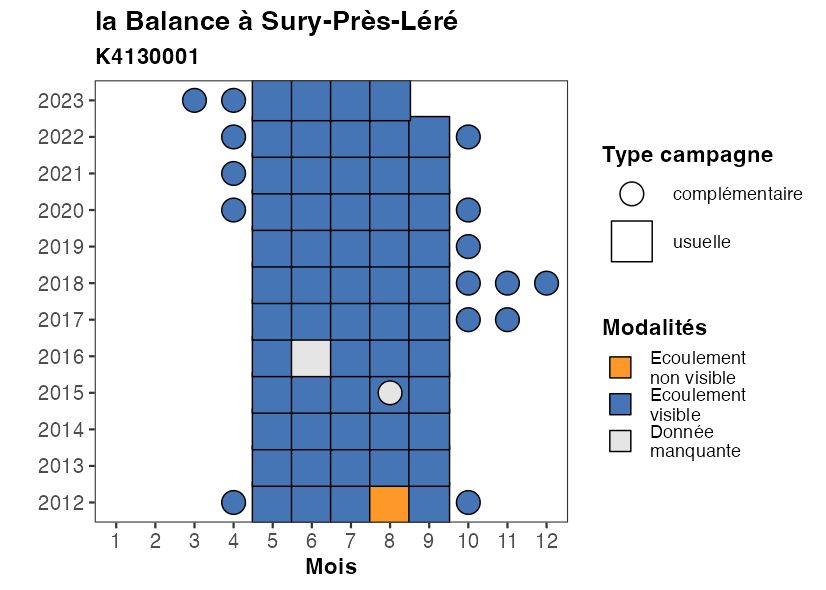 la Balance à Sury-Près-Léré
K4130001
2023
2022
2021
2020
2019
2018
2017
2016
2015
2014
2013
2012
1 2 3 4 5 6 7 8 9 10 11 12
Mois
Type campagne
complémentaire
usuelle
Modalités
Ecoulement
non visible
Ecoulement
visible
Donnée
manquante